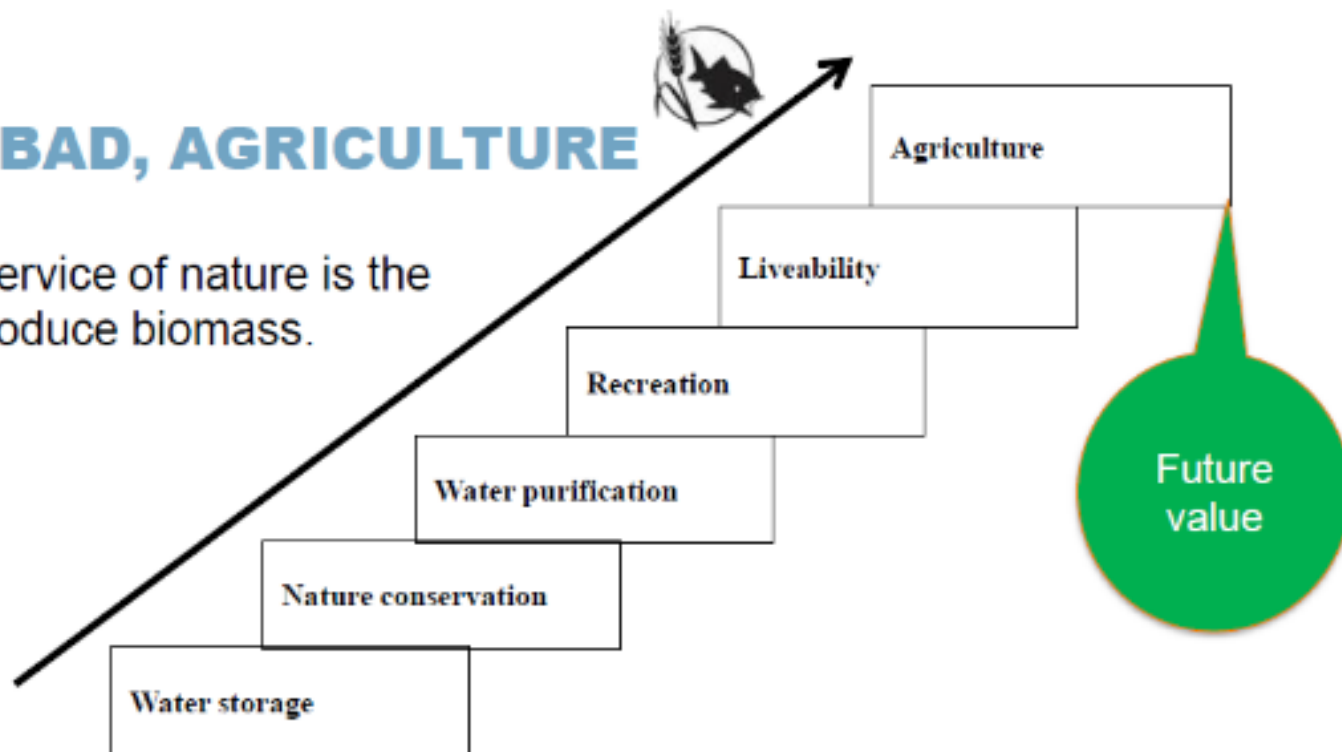 BAD, AGRICULTURE
ervice of nature is the
oduce biomass.
Agriculture
Liveability
Recreation
Water purification
Nature conservation
Water storage
Future
value